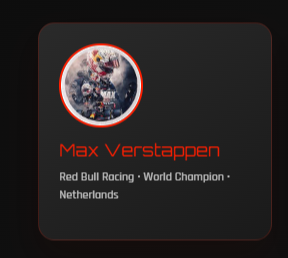 Max Verstappen
Red Bull Racing • World Champion •
Netherlands